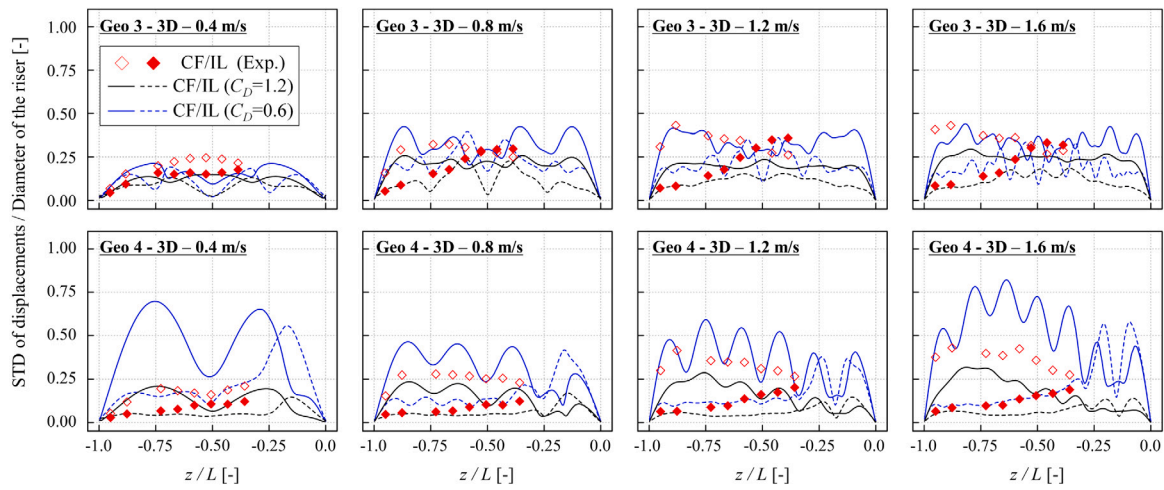 STD of displacements / Diameter of the riser [-]
Geo 3 - 3D – 0.4 m/s
Geo 3 - 3D – 0.8 m/s
Geo 3 - 3D – 1.2 m/s
Geo 3 - 3D – 1.6 m/s
CF/IL (Exp.)
CF/IL (C_D=1.2)
CF/IL (C_D=0.6)
1.00
0.75
0.50
0.25
0.00
Geo 4 - 3D – 0.4 m/s
Geo 4 - 3D – 0.8 m/s
Geo 4 - 3D – 1.2 m/s
Geo 4 - 3D – 1.6 m/s
1.00
0.75
0.50
0.25
0.00
-1.0 -0.75 -0.50 -0.25 0.0
-1.0 -0.75 -0.50 -0.25 0.0
-1.0 -0.75 -0.50 -0.25 0.0
-1.0 -0.75 -0.50 -0.25 0.0
z / L [-]
z / L [-]
z / L [-]
z / L [-]